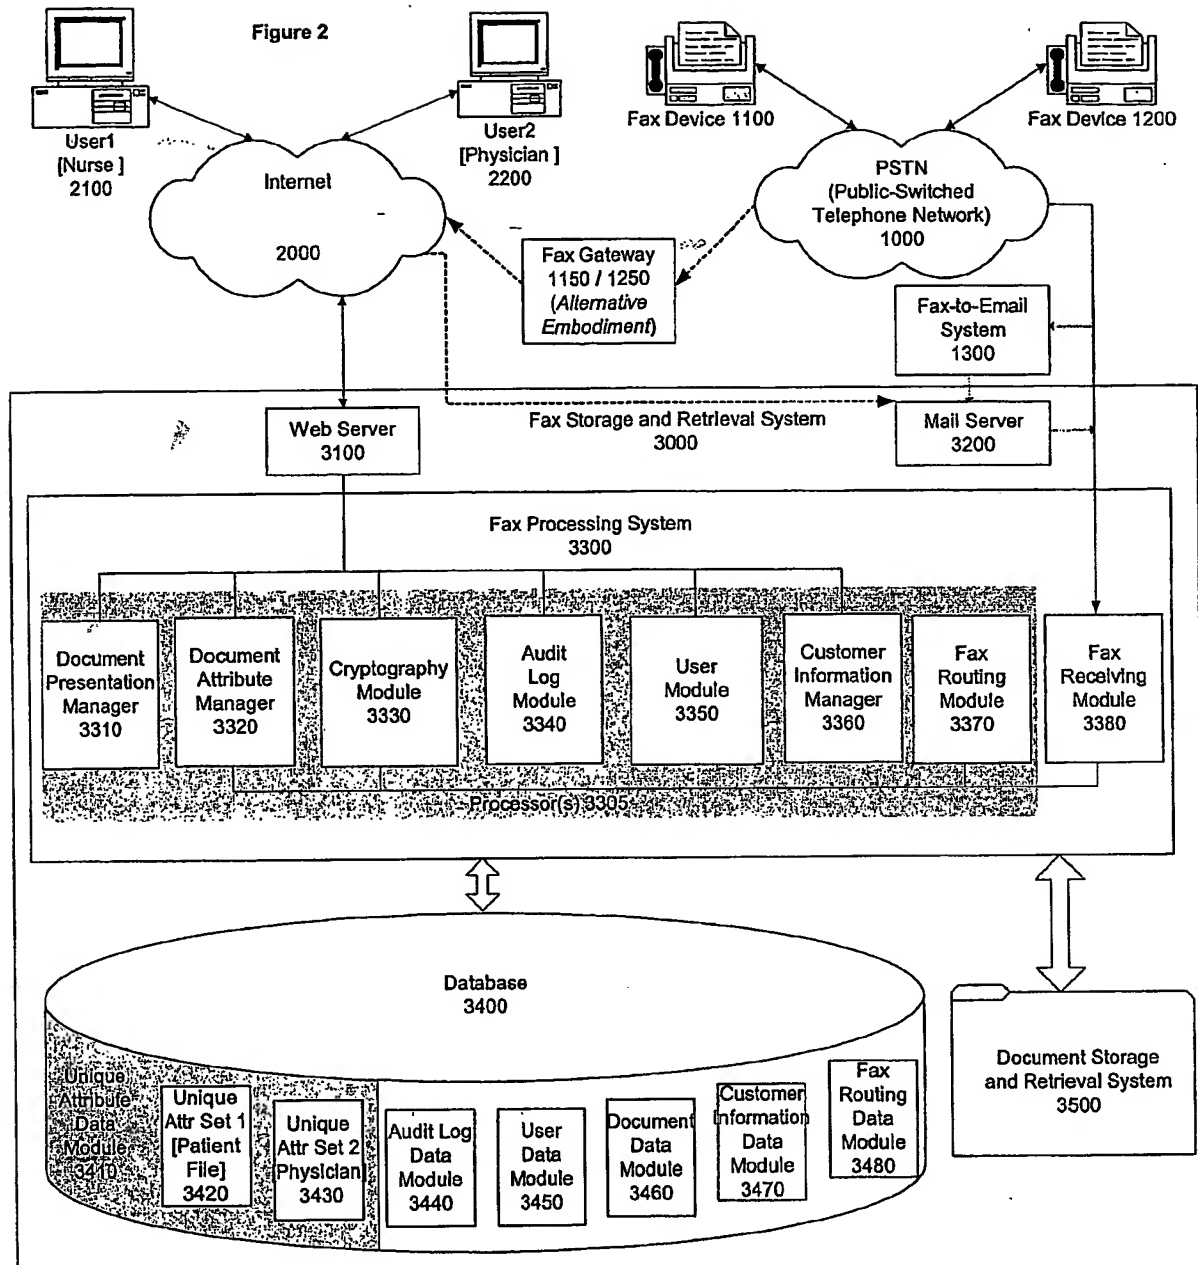 Figure 2
User1
[Nurse ]
2100
User2
[Physician ]
2200
Fax Device 1100
Fax Device 1200
Internet
2000
PSTN
(Public-Switched
Telephone Network)
1000
Fax Gateway
1150 / 1250
(Alternative
Embodiment)
Fax-to-Email
System
1300
Web Server
3100
Fax Storage and Retrieval System
3000
Mail Server
3200
Fax Processing System
3300
Document
Presentation
Manager
3310
Document
Attribute
Manager
3320
Cryptography
Module
3330
Audit
Log
Module
3340
User
Module
3350
Customer
Information
Manager
3360
Fax
Routing
Module
3370
Fax
Receiving
Module
3380
Processor(s) 3305
Database
3400
Unique
Attribute
Data
Module
3410
Unique
Attr Set 1
[Patient
File]
3420
Unique
Attr Set 2
Physician]
3430
Audit Log
Data
Module
3440
User
Data
Module
3450
Document
Data
Module
3460
Customer
Information
Data
Module
3470
Fax
Routing
Data
Module
3480
Document Storage
and Retrieval System
3500